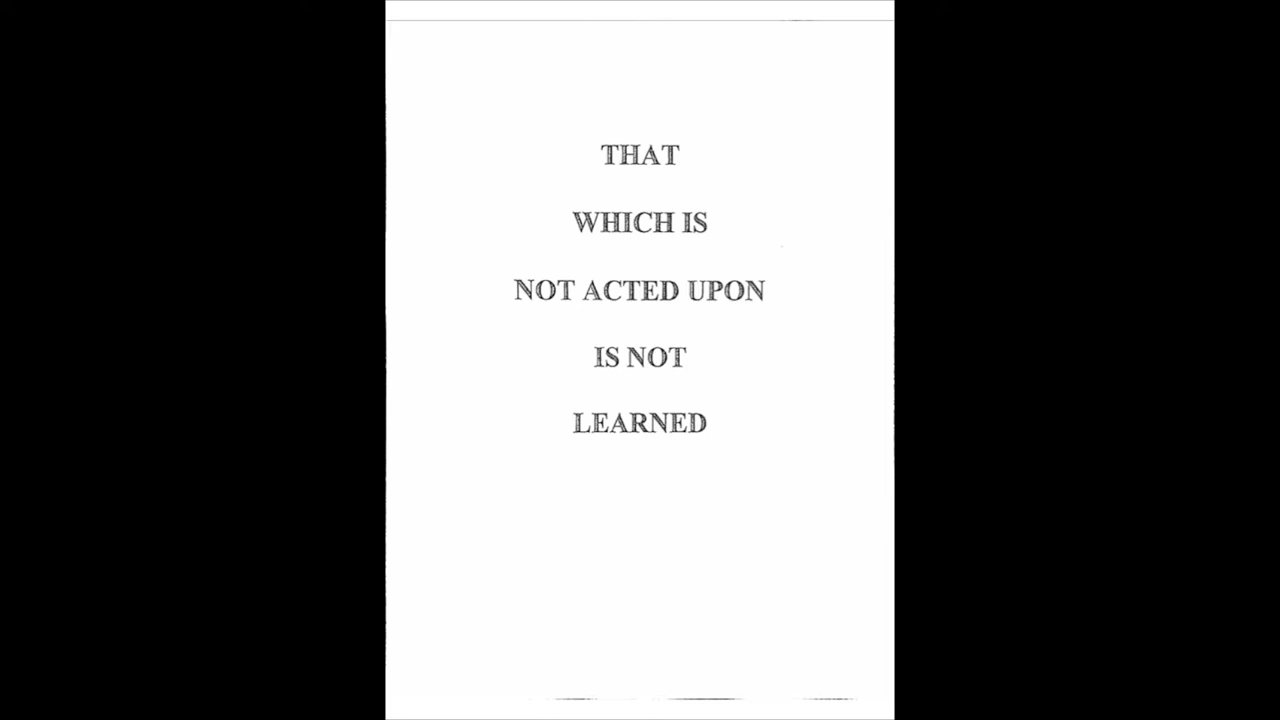 THAT
WHICH IS
NOT ACTED UPON
IS NOT
LEARNED